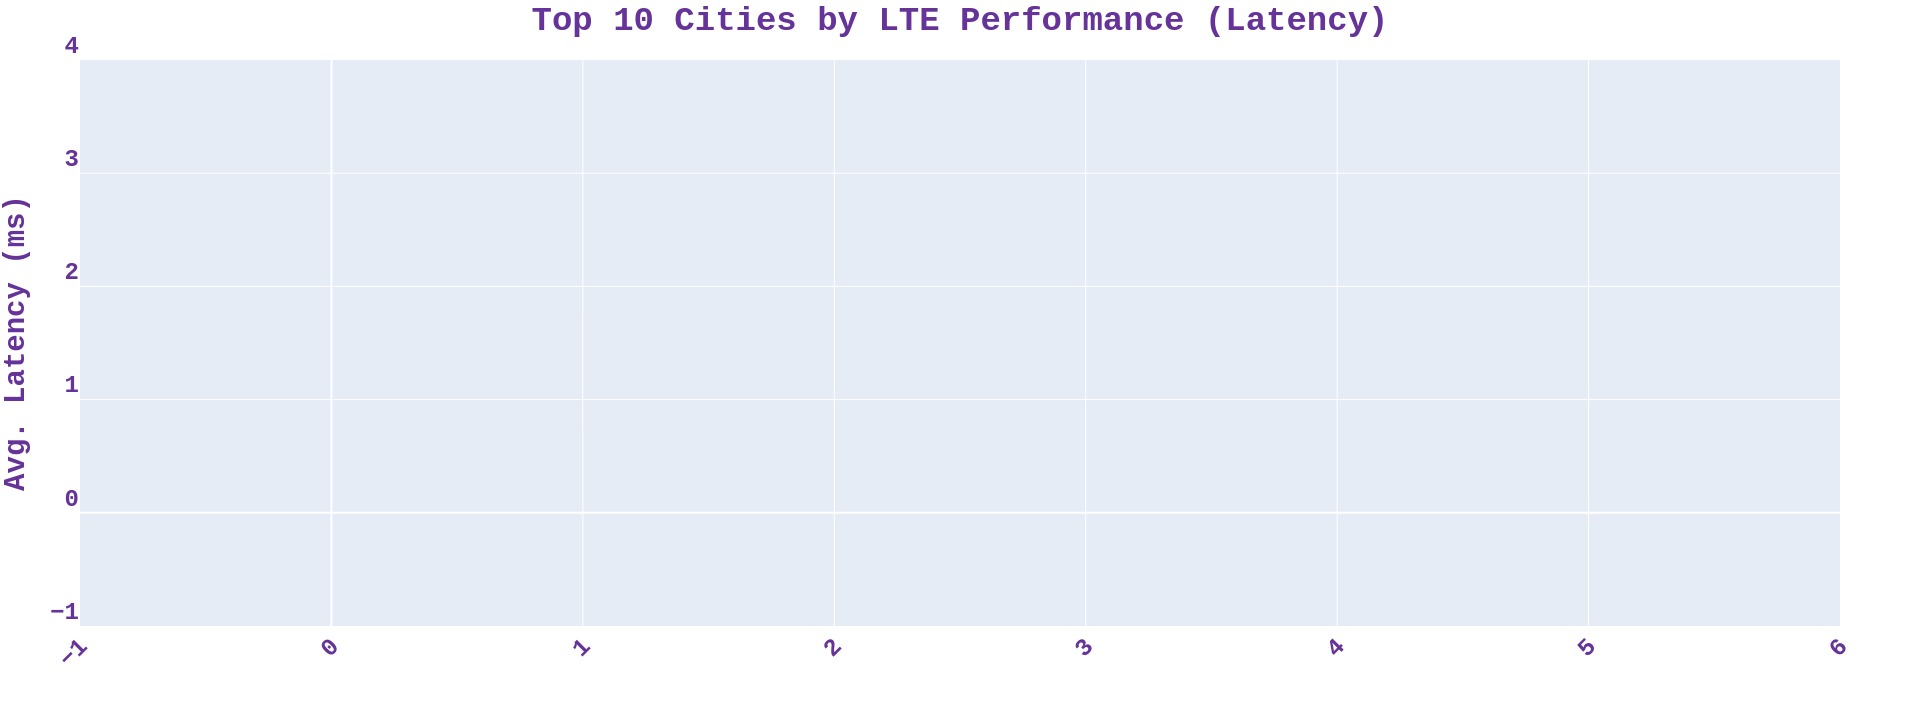 Top 10 Cities by LTE Performance (Latency)
Avg. Latency (ms)
4
3
2
1
0
−1
−1 0 1 2 3 4 5 6